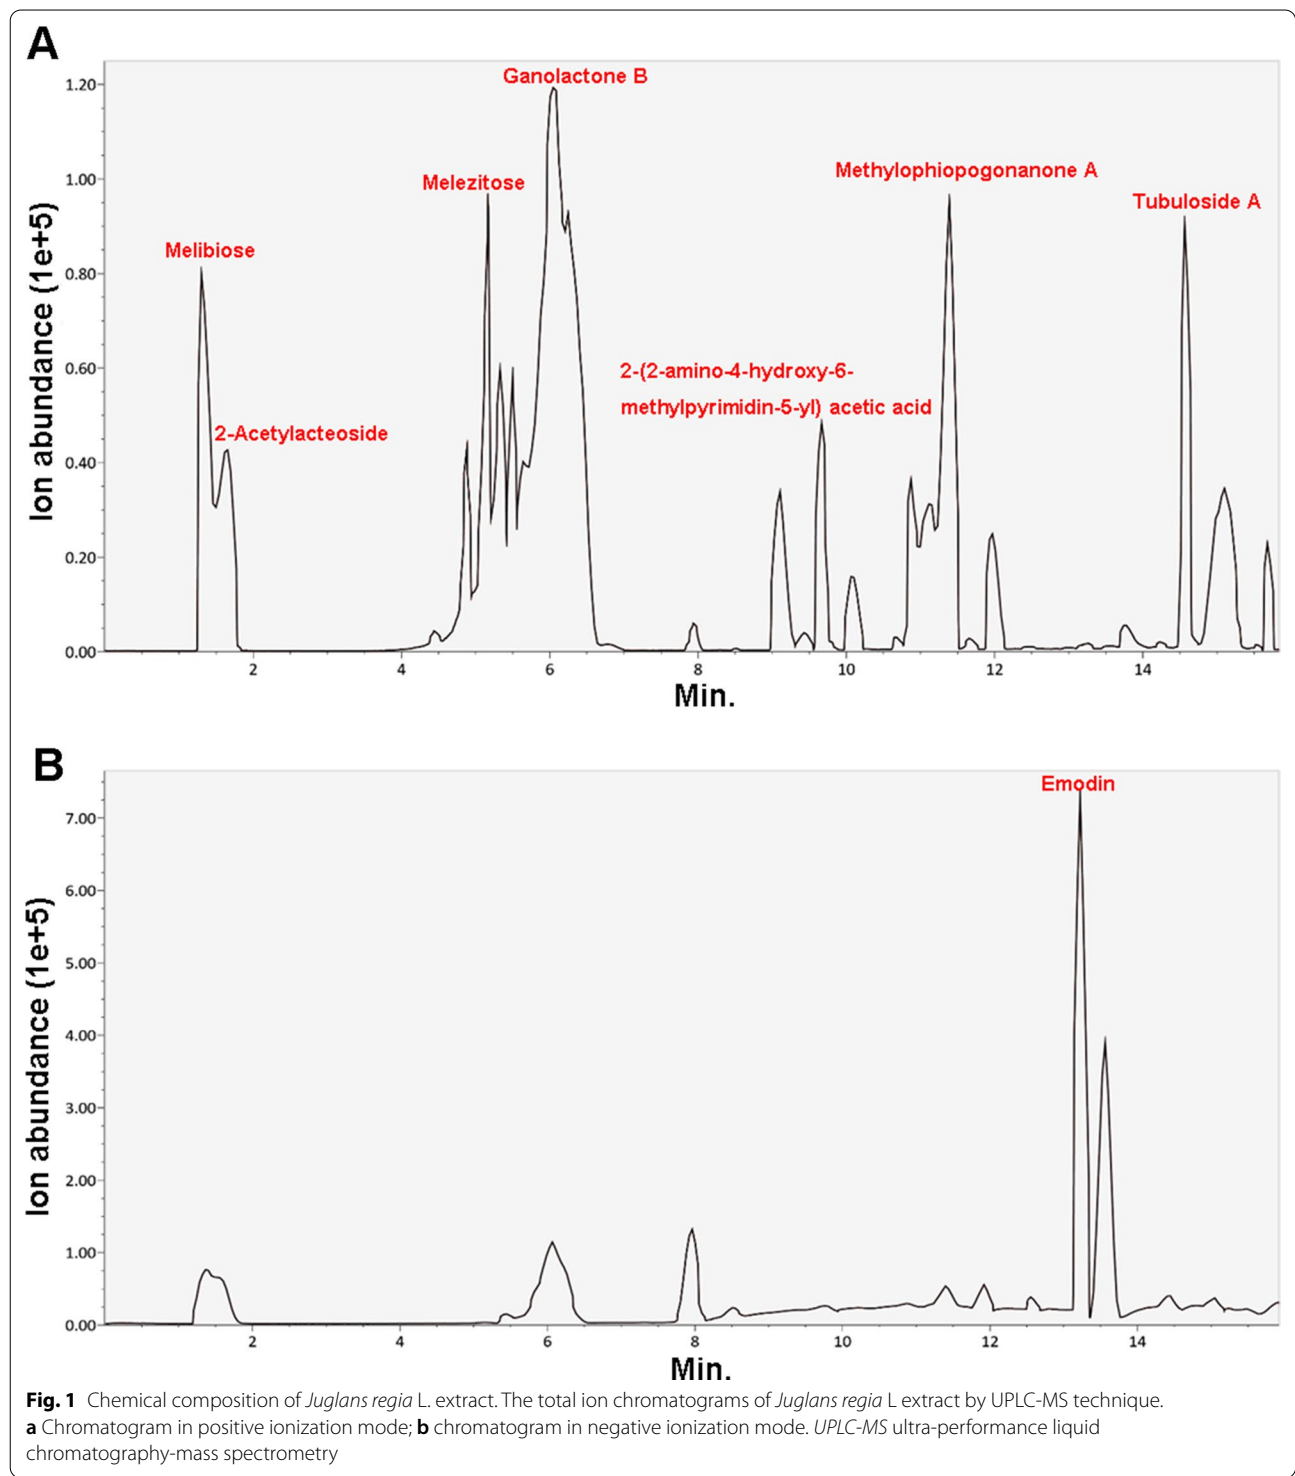 A
Ganolactone B
Melezitose
Methylophiopogonanone A
Tubuloside A
Melibiose
2-(2-amino-4-hydroxy-6-
methylpyrimidin-5-yl) acetic acid
2-Acetylacteoside
Ion abundance (1e+5)
1.20
1.00
0.80
0.60
0.40
0.20
0.00
2 4 6 8 10 12 14
Min.
B
Emodin
Ion abundance (1e+5)
7.00
6.00
5.00
4.00
3.00
2.00
1.00
0.00
2 4 6 8 10 12 14
Min.
Fig. 1 Chemical composition of Juglans regia L. extract. The total ion chromatograms of Juglans regia L extract by UPLC-MS technique.
a Chromatogram in positive ionization mode; b chromatogram in negative ionization mode. UPLC-MS ultra-performance liquid
chromatography-mass spectrometry